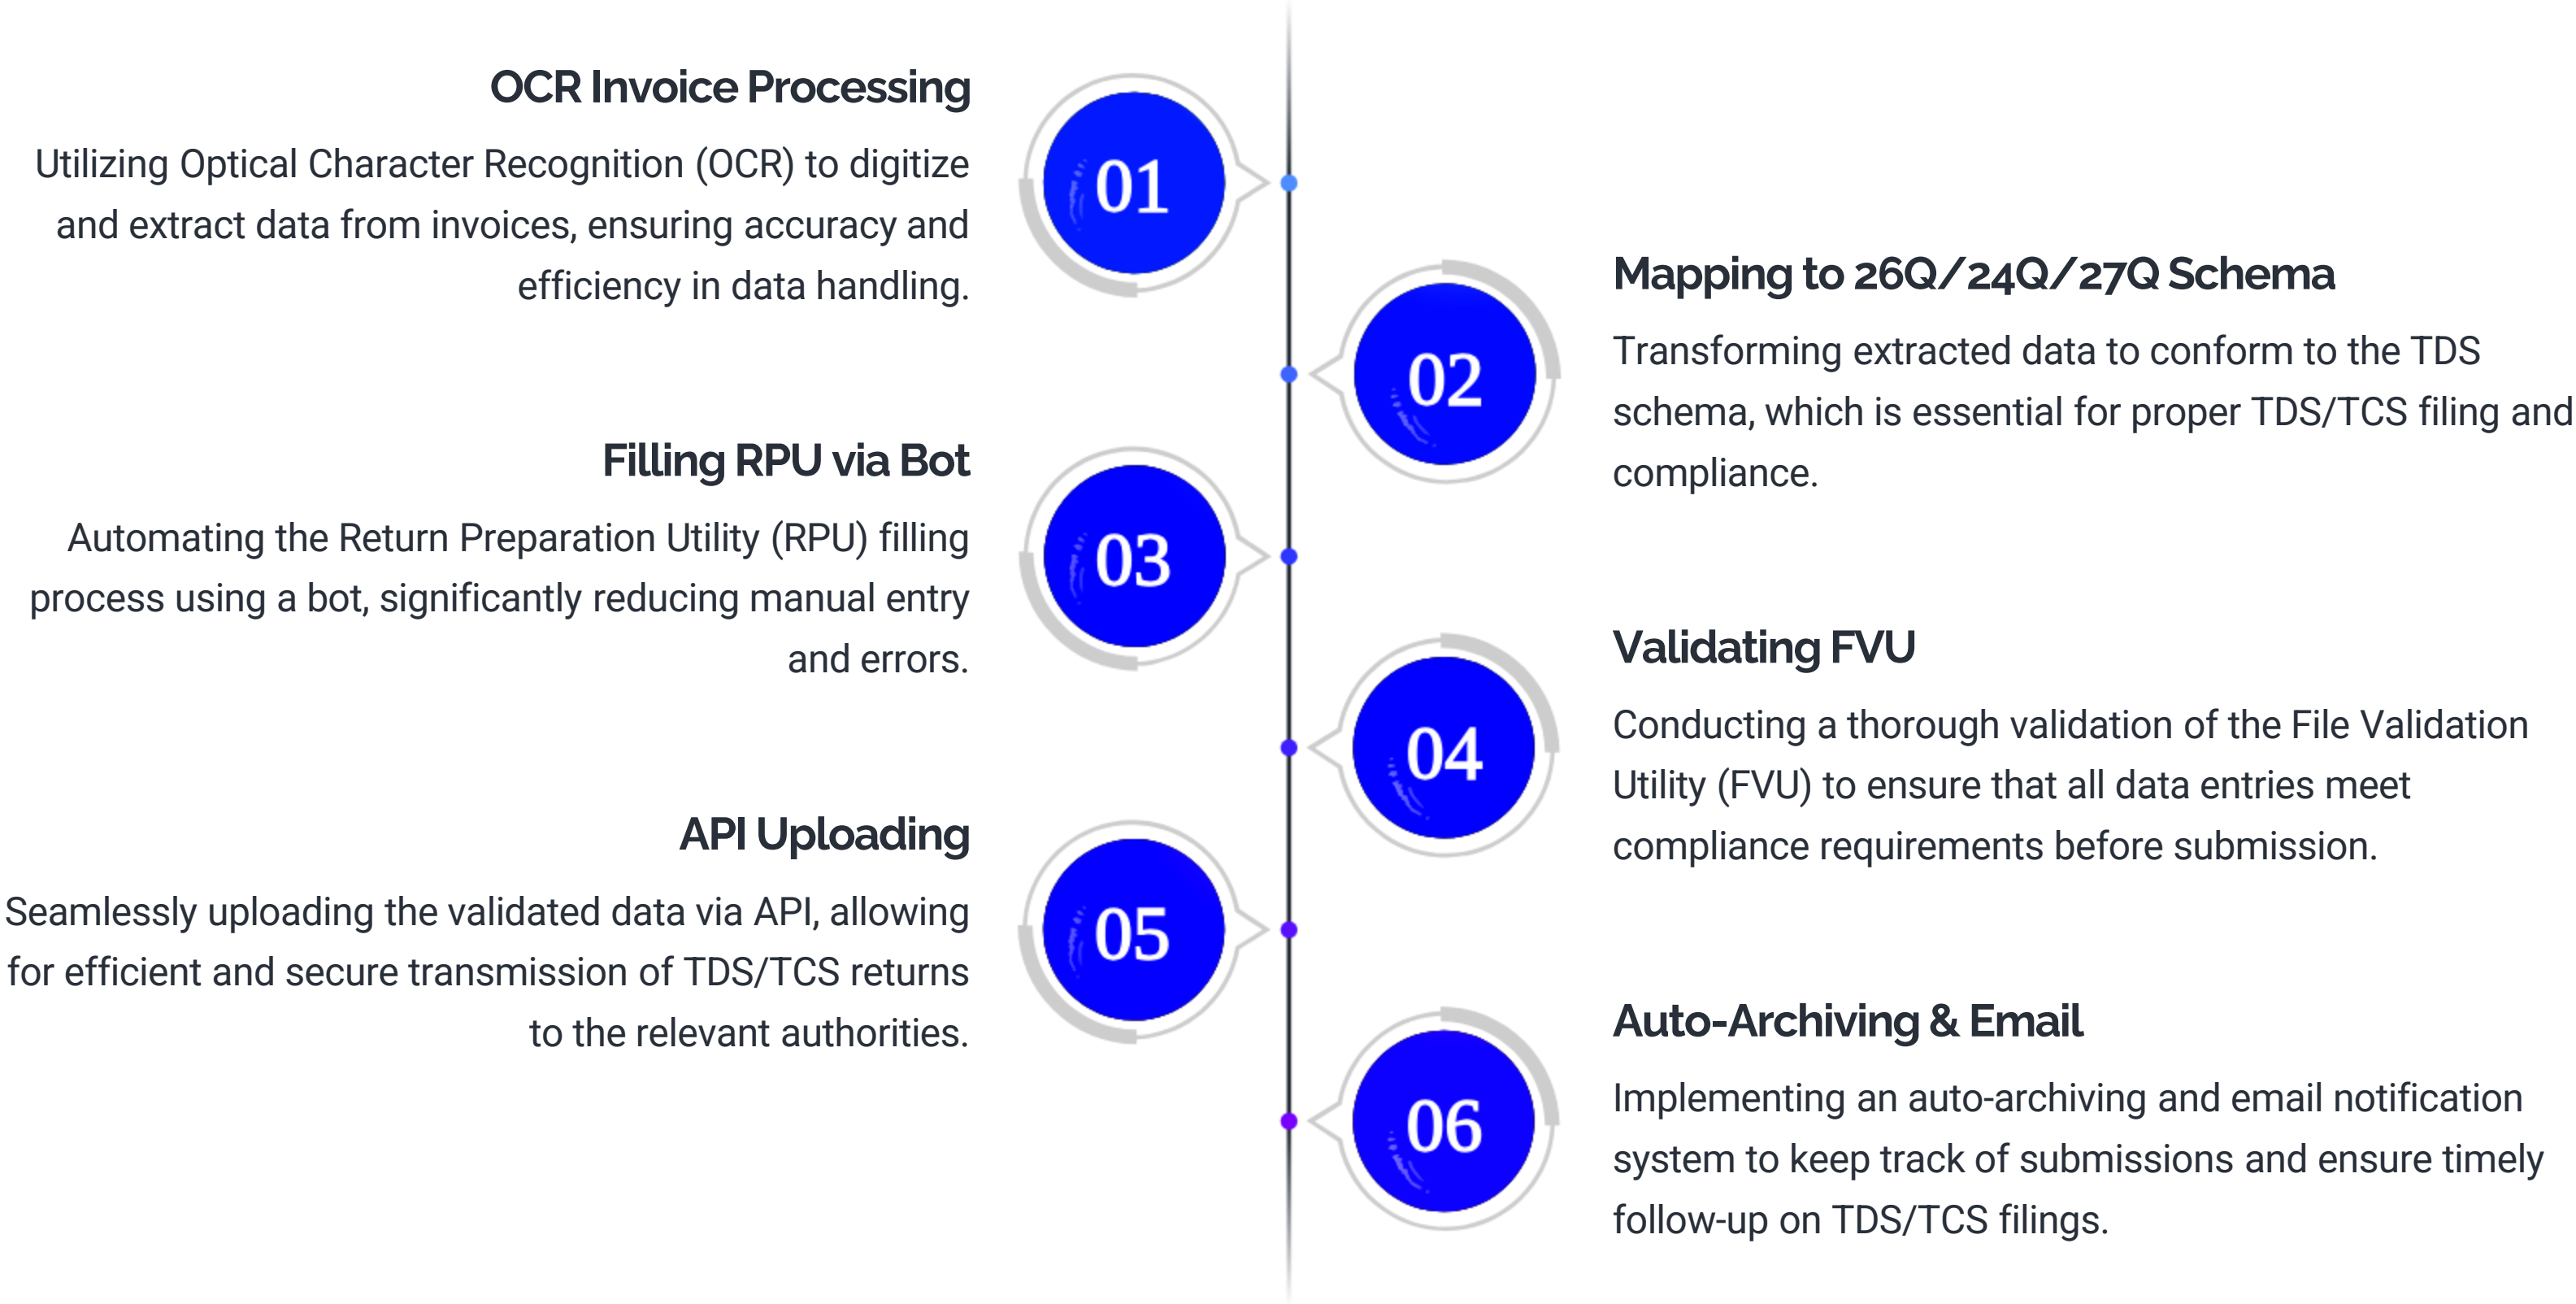 OCR Invoice Processing
Utilizing Optical Character Recognition (OCR) to digitize
and extract data from invoices, ensuring accuracy and
efficiency in data handling.
01
02
Mapping to 26Q/24Q/27Q Schema
Transforming extracted data to conform to the TDS
schema, which is essential for proper TDS/TCS filing and
compliance.
Filling RPU via Bot
Automating the Return Preparation Utility (RPU) filling
process using a bot, significantly reducing manual entry
and errors.
03
04
Validating FVU
Conducting a thorough validation of the File Validation
Utility (FVU) to ensure that all data entries meet
compliance requirements before submission.
API Uploading
Seamlessly uploading the validated data via API, allowing
for efficient and secure transmission of TDS/TCS returns
to the relevant authorities.
05
06
Auto-Archiving & Email
Implementing an auto-archiving and email notification
system to keep track of submissions and ensure timely
follow-up on TDS/TCS filings.